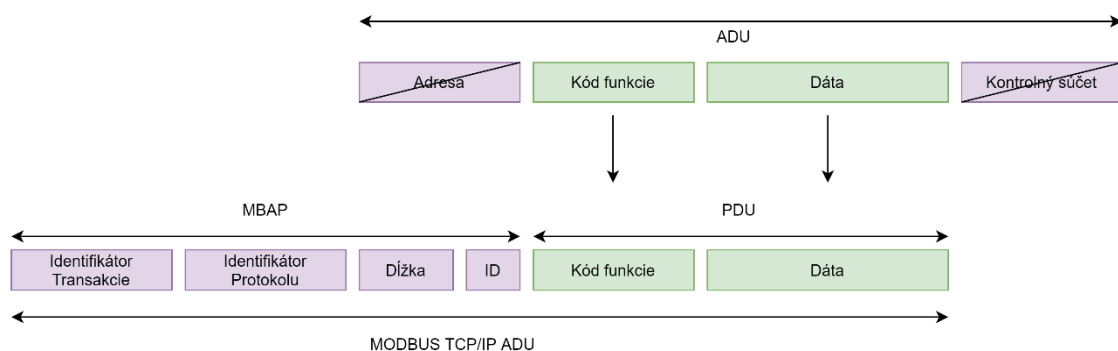 ADU
Adresa
Kód funkcie
Dáta
Kontrolný súčet
MBAP
PDU
Identifikátor
Transakcie
Identifikátor
Protokolu
Dĺžka
ID
Kód funkcie
Dáta
MODBUS TCP/IP ADU